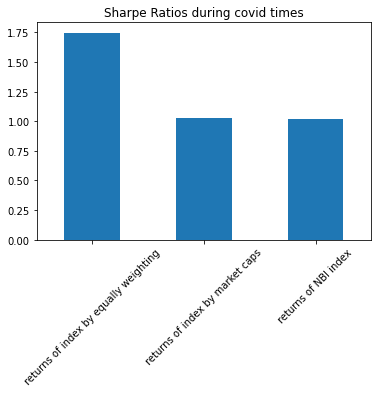 Sharpe Ratios during covid times
1.75
1.50
1.25
1.00
0.75
0.50
0.25
0.00
returns of index by equally weighting
returns of index by market caps
returns of NBI index